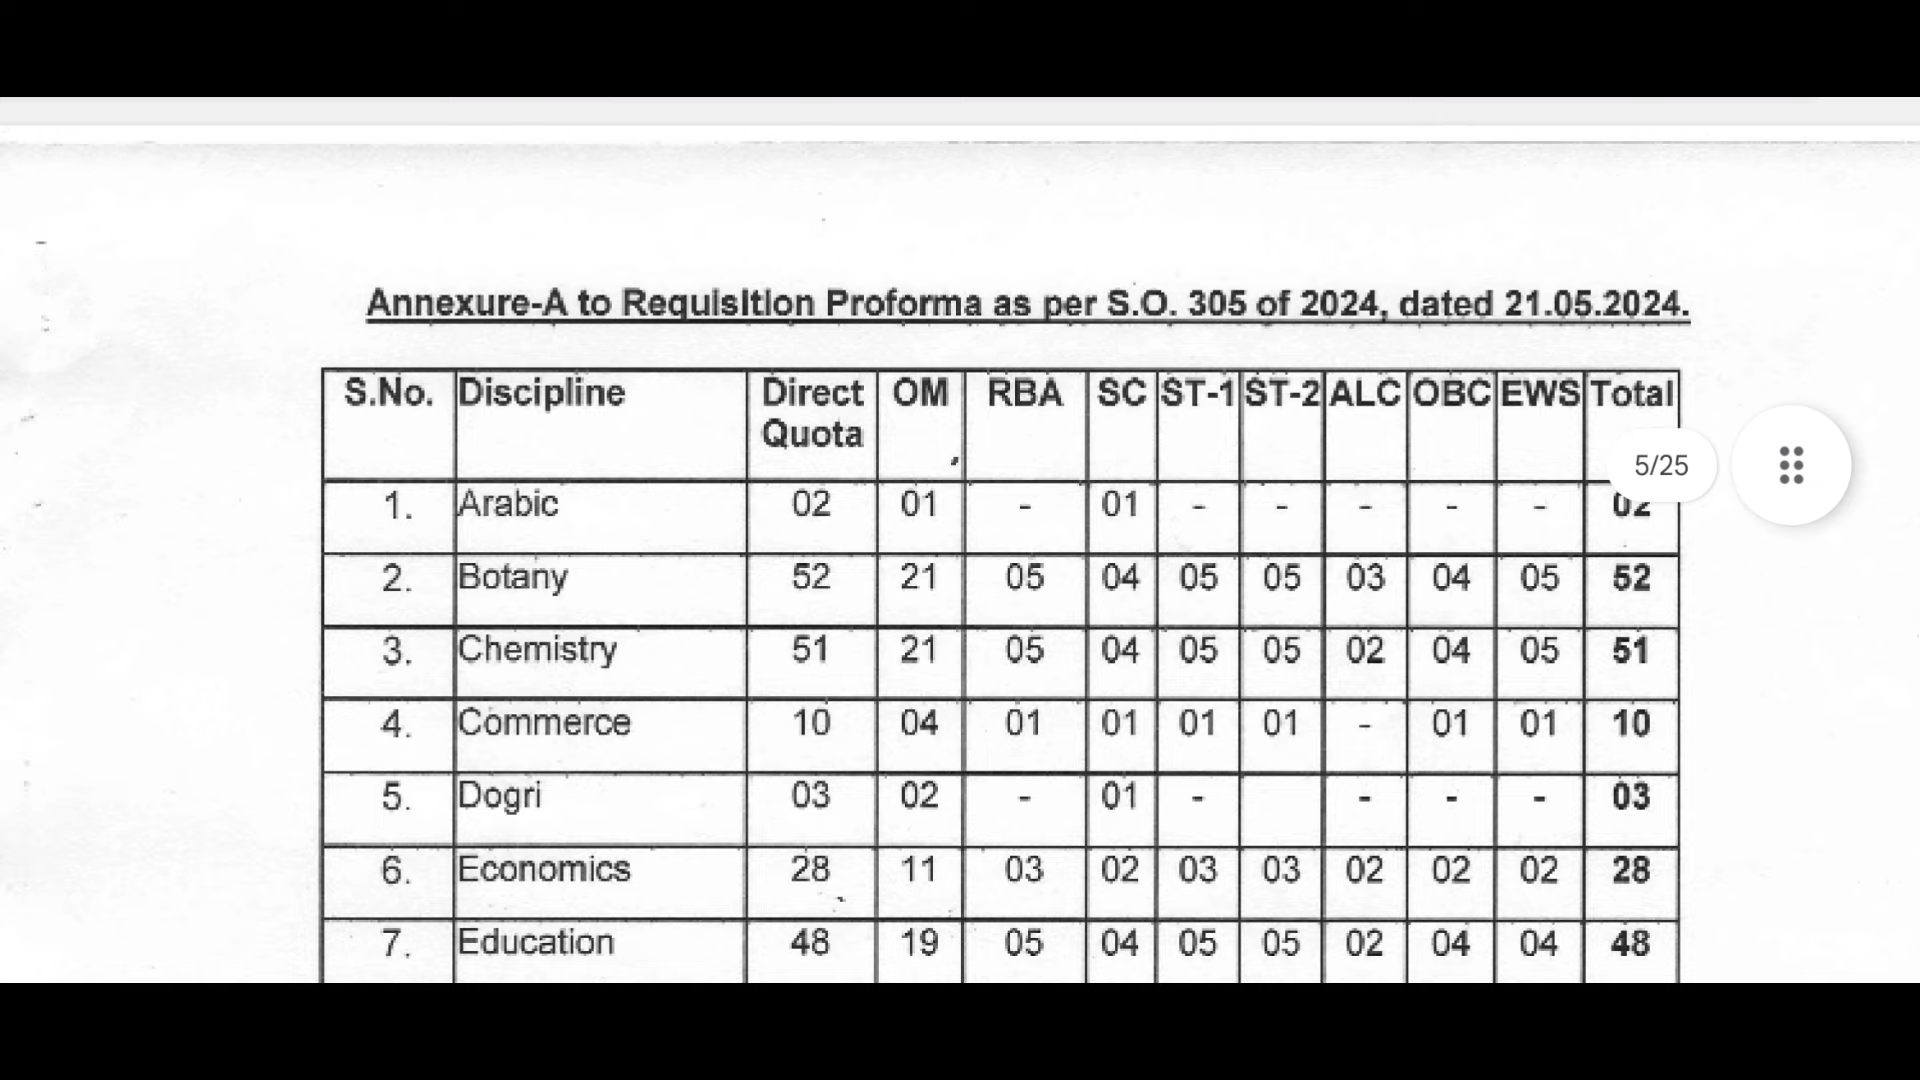 Annexure-A to Requisition Proforma as per S.O. 305 of 2024, dated 21.05.2024.
S.No. Discipline Direct Quota OM RBA SC ST-1 ST-2 ALC OBC EWS Total
5/25
1. Arabic 02 01 - 01 - - - - - 02
2. Botany 52 21 05 04 05 05 03 04 05 52
3. Chemistry 51 21 05 04 05 05 02 04 05 51
4. Commerce 10 04 01 01 01 01 - 01 01 10
5. Dogri 03 02 - 01 - - - - 03
6. Economics 28 11 03 02 03 03 02 02 02 28
7. Education 48 19 05 04 05 05 02 04 04 48